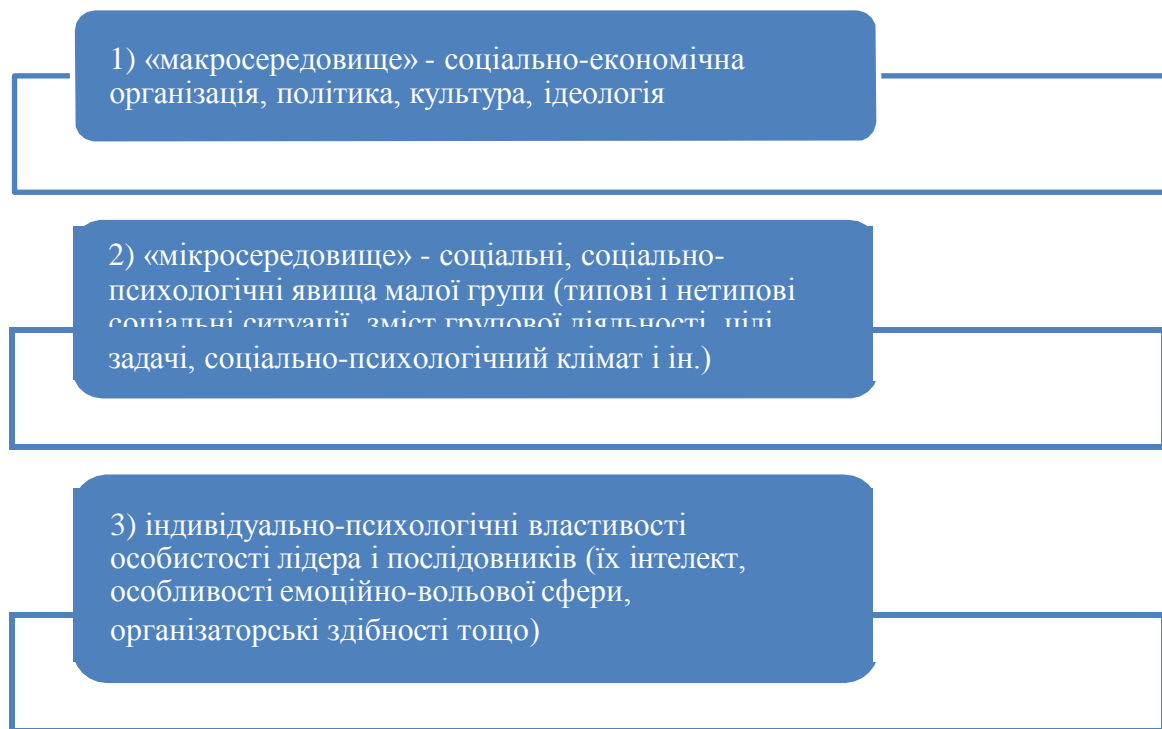 1) «макросередовище» - соціально-економічна
організація, політика, культура, ідеологія
2) «мікросередовище» - соціальні, соціально-
психологічні явища малої групи (типові і нетипові
соціальні ситуації, зміст групової діяльності, цілі,
задачі, соціально-психологічний клімат і ін.)
3) індивідуально-психологічні властивості
особистості лідера і послідовників (їх інтелект,
особливості емоційно-вольової сфери,
організаторські здібності тощо)